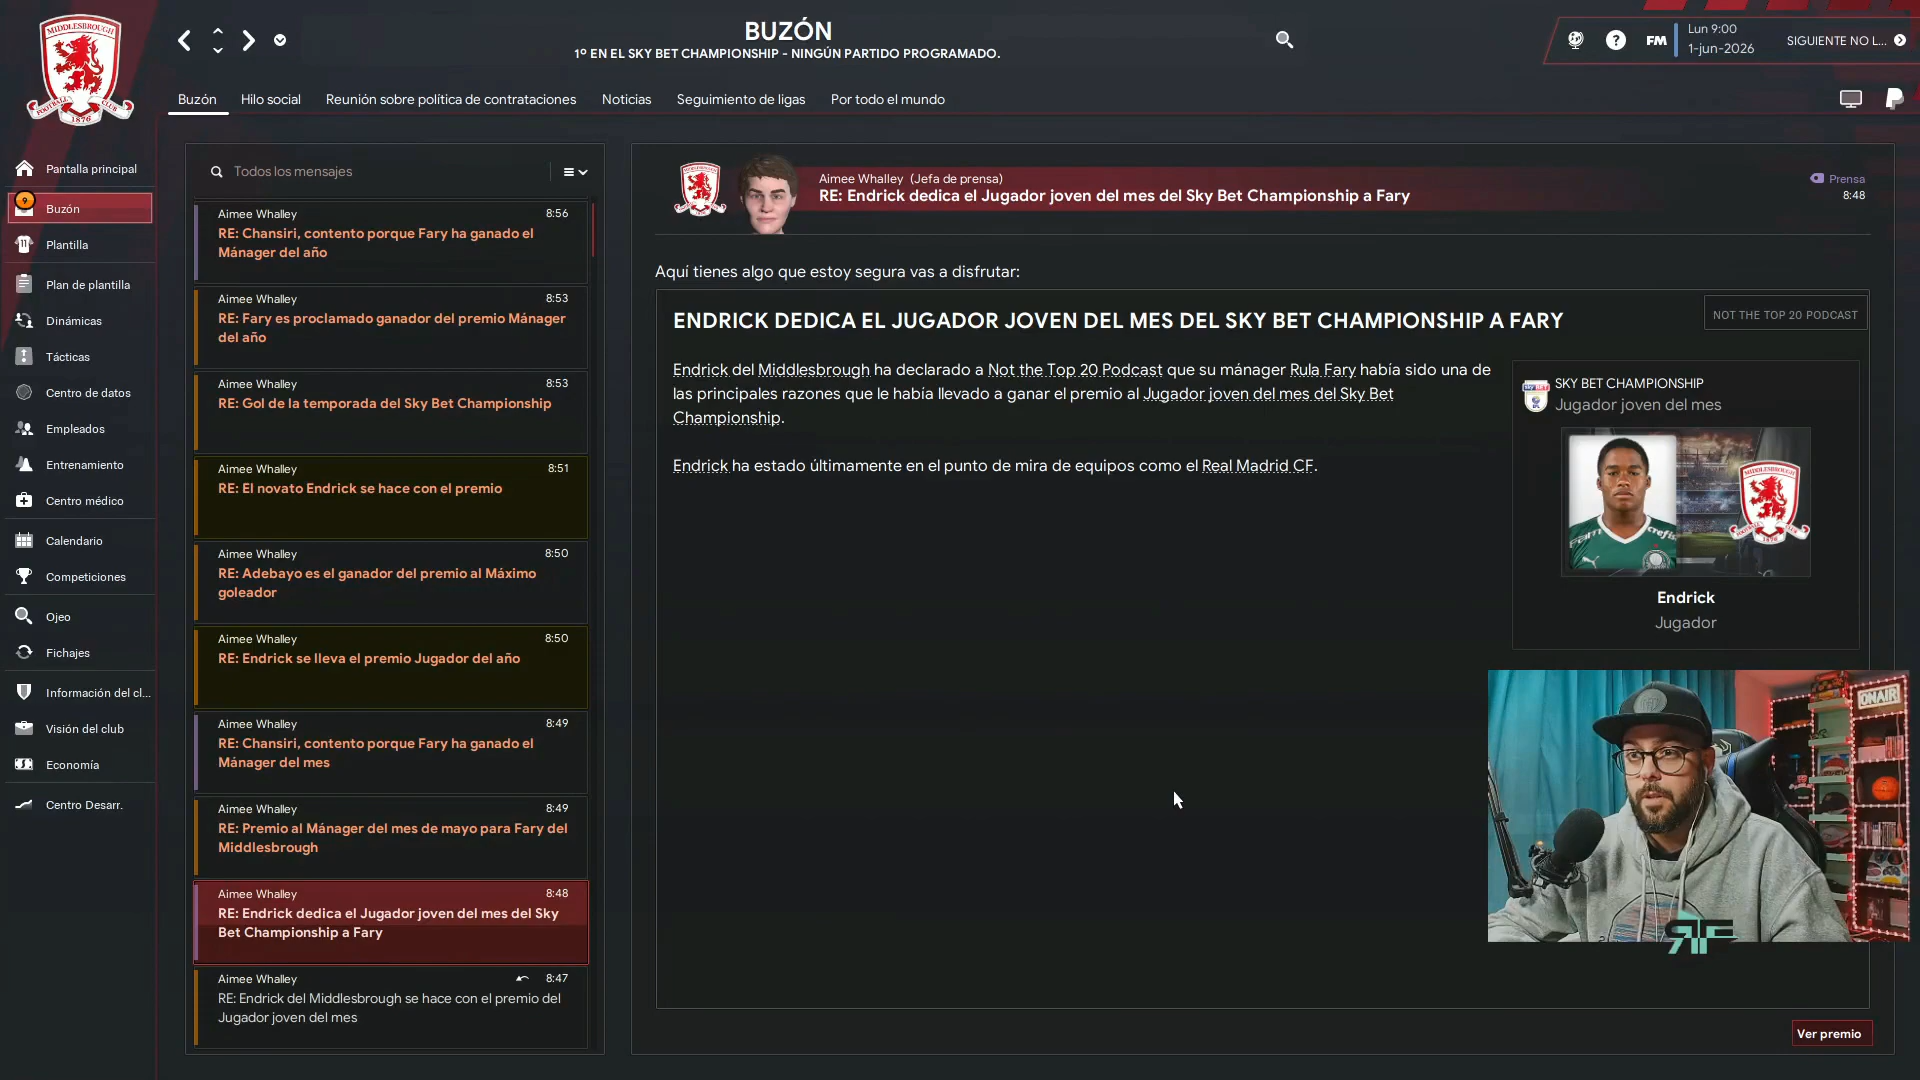 MIDDLESBROUGH
FOOTBALL CLUB
1876
BUZÓN
1º EN EL SKY BET CHAMPIONSHIP - NINGÚN PARTIDO PROGRAMADO.
FM
Lun 9:00
1-jun-2026
SIGUIENTE NO L...
Buzón
Hilo social
Reunión sobre política de contrataciones
Noticias
Seguimiento de ligas
Por todo el mundo
Pantalla principal
9
Buzón
11
Plantilla
Plan de plantilla
Dinámicas
Tácticas
Centro de datos
Empleados
Entrenamiento
Centro médico
Calendario
Competiciones
Ojeo
Fichajes
Información del cl...
Visión del club
Economía
Centro Desarr.
Todos los mensajes
Aimee Whalley 8:56
RE: Chansiri, contento porque Fary ha ganado el
Mánager del año
Aimee Whalley 8:53
RE: Fary es proclamado ganador del premio Mánager
del año
Aimee Whalley 8:53
RE: Gol de la temporada del Sky Bet Championship
Aimee Whalley 8:51
RE: El novato Endrick se hace con el premio
Aimee Whalley 8:50
RE: Adebayo es el ganador del premio al Máximo
goleador
Aimee Whalley 8:50
RE: Endrick se lleva el premio Jugador del año
Aimee Whalley 8:49
RE: Chansiri, contento porque Fary ha ganado el
Mánager del mes
Aimee Whalley 8:49
RE: Premio al Mánager del mes de mayo para Fary del
Middlesbrough
Aimee Whalley 8:48
RE: Endrick dedica el Jugador joven del mes del Sky
Bet Championship a Fary
Aimee Whalley 8:47
RE: Endrick del Middlesbrough se hace con el premio del
Jugador joven del mes
Aimee Whalley (Jefa de prensa)
RE: Endrick dedica el Jugador joven del mes del Sky Bet Championship a Fary
Prensa
8:48
Aquí tienes algo que estoy segura vas a disfrutar:
ENDRICK DEDICA EL JUGADOR JOVEN DEL MES DEL SKY BET CHAMPIONSHIP A FARY
NOT THE TOP 20 PODCAST
Endrick del Middlesbrough ha declarado a Not the Top 20 Podcast que su mánager Rula Fary había sido una de
las principales razones que le había llevado a ganar el premio al Jugador joven del mes del Sky Bet
Championship.
Endrick ha estado últimamente en el punto de mira de equipos como el Real Madrid CF.
SKY BET CHAMPIONSHIP
Jugador joven del mes
Endrick
Jugador
ON AIR
RTF
Ver premio